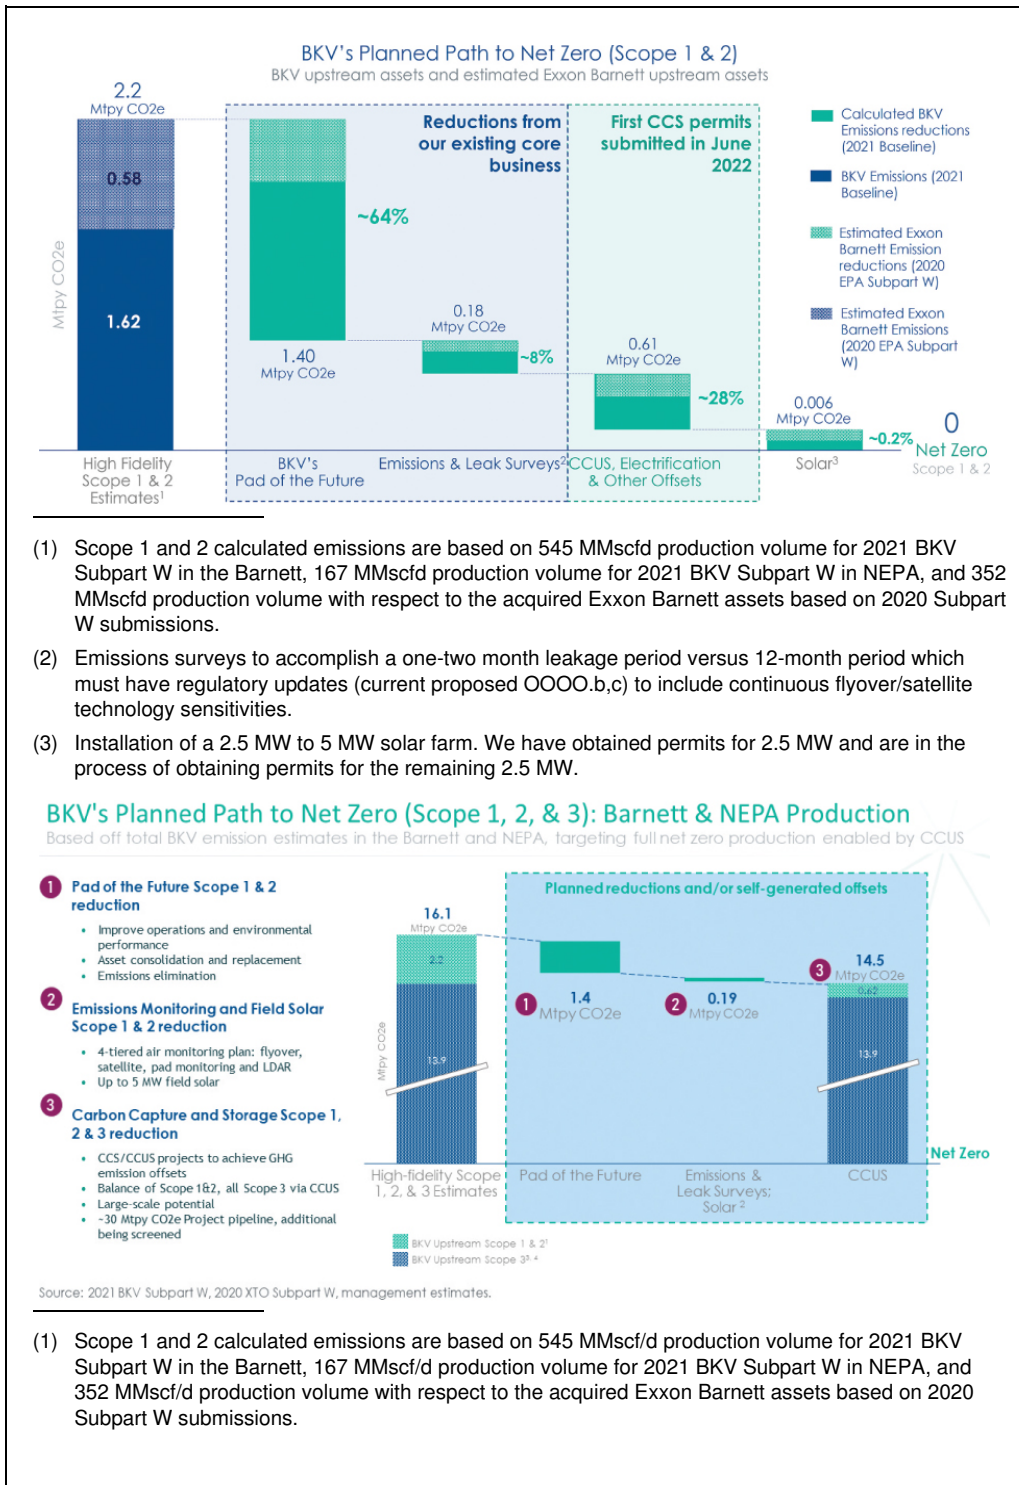 BKV's Planned Path to Net Zero (Scope 1 & 2)
BKV upstream assets and estimated Exxon Barnett upstream assets
2.2
Mtpy CO2e
0.58
1.62
Mtpy CO2e
High Fidelity
Scope 1 & 2
Estimates¹
~64%
1.40
Mtpy CO2e
BKV's
Pad of the Future
Reductions from
our existing core
business
0.18
Mtpy CO2e
~8%
Emissions & Leak Surveys²
First CCS permits
submitted in June
2022
0.61
Mtpy CO2e
~28%
CCUS, Electrification
& Other Offsets
0.006
Mtpy CO2e
~0.2%
Solar³
0
Net Zero
Scope 1 & 2
Calculated BKV
Emissions reductions
(2021 Baseline)
BKV Emissions (2021
Baseline)
Estimated Exxon
Barnett Emission
reductions (2020
EPA Subpart W)
Estimated Exxon
Barnett Emissions
(2020 EPA Subpart
W)
(1) Scope 1 and 2 calculated emissions are based on 545 MMscfd production volume for 2021 BKV
Subpart W in the Barnett, 167 MMscfd production volume for 2021 BKV Subpart W in NEPA, and 352
MMscfd production volume with respect to the acquired Exxon Barnett assets based on 2020 Subpart
W submissions.
(2) Emissions surveys to accomplish a one-two month leakage period versus 12-month period which
must have regulatory updates (current proposed OOOO.b,c) to include continuous flyover/satellite
technology sensitivities.
(3) Installation of a 2.5 MW to 5 MW solar farm. We have obtained permits for 2.5 MW and are in the
process of obtaining permits for the remaining 2.5 MW.
BKV's Planned Path to Net Zero (Scope 1, 2, & 3): Barnett & NEPA Production
Based off total BKV emission estimates in the Barnett and NEPA, targeting full net zero production enabled by CCUS
1 Pad of the Future Scope 1 & 2
reduction
• Improve operations and environmental
performance
• Asset consolidation and replacement
• Emissions elimination
2 Emissions Monitoring and Field Solar
Scope 1 & 2 reduction
• 4-tiered air monitoring plan: flyover,
satellite, pad monitoring and LDAR
• Up to 5 MW field solar
3 Carbon Capture and Storage Scope 1,
2 & 3 reduction
• CCS/CCUS projects to achieve GHG
emission offsets
• Balance of Scope 1&2, all Scope 3 via CCUS
• Large-scale potential
• ~30 Mtpy CO2e Project pipeline, additional
being screened
16.1
Mtpy CO2e
2.2
13.9
Mtpy CO2e
High-fidelity Scope
1, 2, & 3 Estimates
Planned reductions and/or self-generated offsets
1
1.4
Mtpy CO2e
Pad of the Future
2
0.19
Mtpy CO2e
Emissions &
Leak Surveys;
Solar ²
3
14.5
Mtpy CO2e
0.62
13.9
CCUS
Net Zero
BKV Upstream Scope 1 & 2¹
BKV Upstream Scope 3³, ⁴
Source: 2021 BKV Subpart W, 2020 XTO Subpart W, management estimates.
(1) Scope 1 and 2 calculated emissions are based on 545 MMscf/d production volume for 2021 BKV
Subpart W in the Barnett, 167 MMscf/d production volume for 2021 BKV Subpart W in NEPA, and
352 MMscf/d production volume with respect to the acquired Exxon Barnett assets based on 2020
Subpart W submissions.